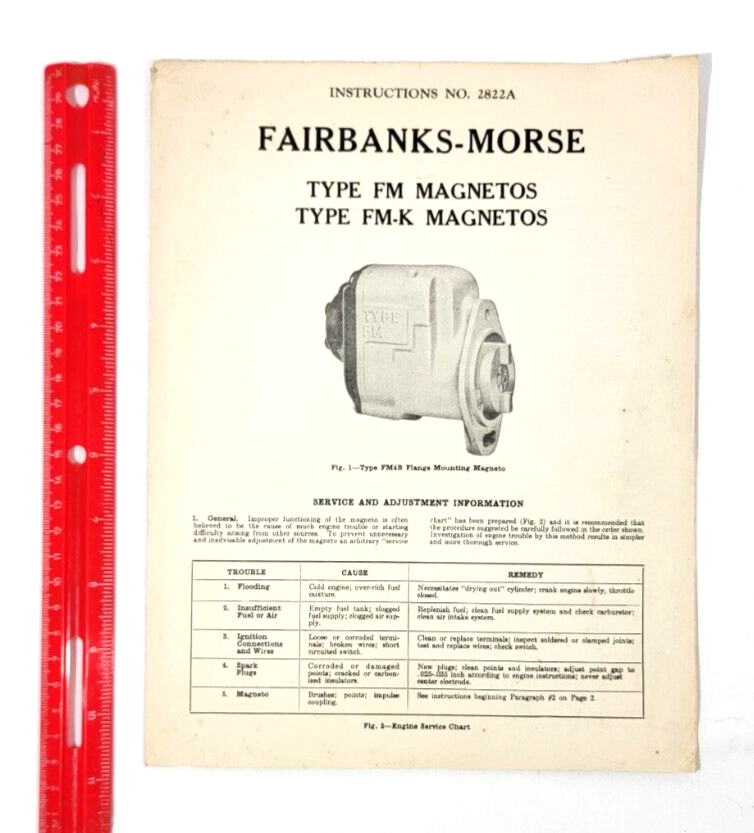 INSTRUCTIONS NO. 2822A
FAIRBANKS-MORSE
TYPE FM MAGNETOS
TYPE FM-K MAGNETOS
TYPE
FM
Fig. 1—Type FM4B Flange Mounting Magneto
SERVICE AND ADJUSTMENT INFORMATION
1. General. Improper functioning of the magneto is often
believed to be the cause of much engine trouble or starting
difficulty arising from other sources. To prevent unnecessary
and inadvisable adjustment of the magneto an arbitrary "service
chart" has been prepared (Fig. 2) and it is recommended that
the procedure suggested be carefully followed in the order shown.
Investigation of engine trouble by this method results in simpler
and more thorough service.
TROUBLE CAUSE REMEDY
1. Flooding
Cold engine; over-rich fuel
mixture.
Necessitates "drying out" cylinder; crank engine slowly, throttle
closed.
2. Insufficient
Fuel or Air
Empty fuel tank; clogged
fuel supply; clogged air sup-
ply.
Replenish fuel; clean fuel supply system and check carburetor;
clean air intake system.
3. Ignition
Connections
and Wires
Loose or corroded termi-
nals; broken wires; short
circuited switch.
Clean or replace terminals; inspect soldered or clamped joints;
test and replace wires; check switch.
4. Spark
Plugs
Corroded or damaged
points; cracked or carbon-
ized insulators.
New plugs; clean points and insulators; adjust point gap to
.025-.035 inch according to engine instructions; never adjust
center electrode.
5. Magneto
Brushes; points; impulse
coupling.
See instructions beginning Paragraph #2 on Page 2.
Fig. 2—Engine Service Chart